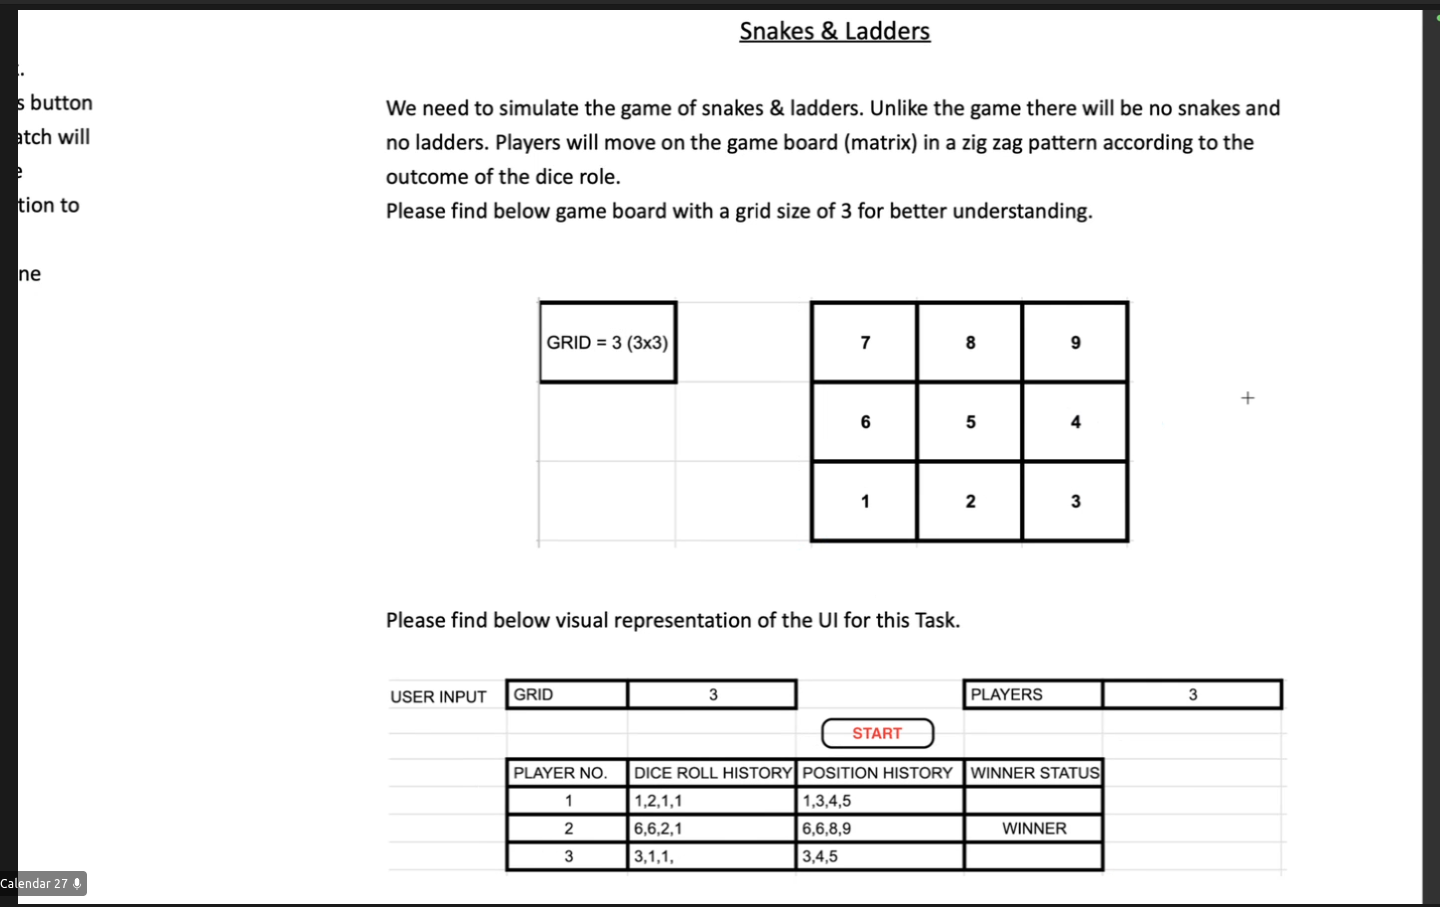 Snakes & Ladders
s button
atch will
tion to
ne
We need to simulate the game of snakes & ladders. Unlike the game there will be no snakes and
no ladders. Players will move on the game board (matrix) in a zig zag pattern according to the
outcome of the dice role.
Please find below game board with a grid size of 3 for better understanding.
GRID = 3 (3x3)
7 8 9
6 5 4
1 2 3
Please find below visual representation of the UI for this Task.
USER INPUT GRID 3 PLAYERS 3
START
PLAYER NO. DICE ROLL HISTORY POSITION HISTORY WINNER STATUS
1 1,2,1,1 1,3,4,5
2 6,6,2,1 6,6,8,9 WINNER
3 3,1,1, 3,4,5
Calendar 27